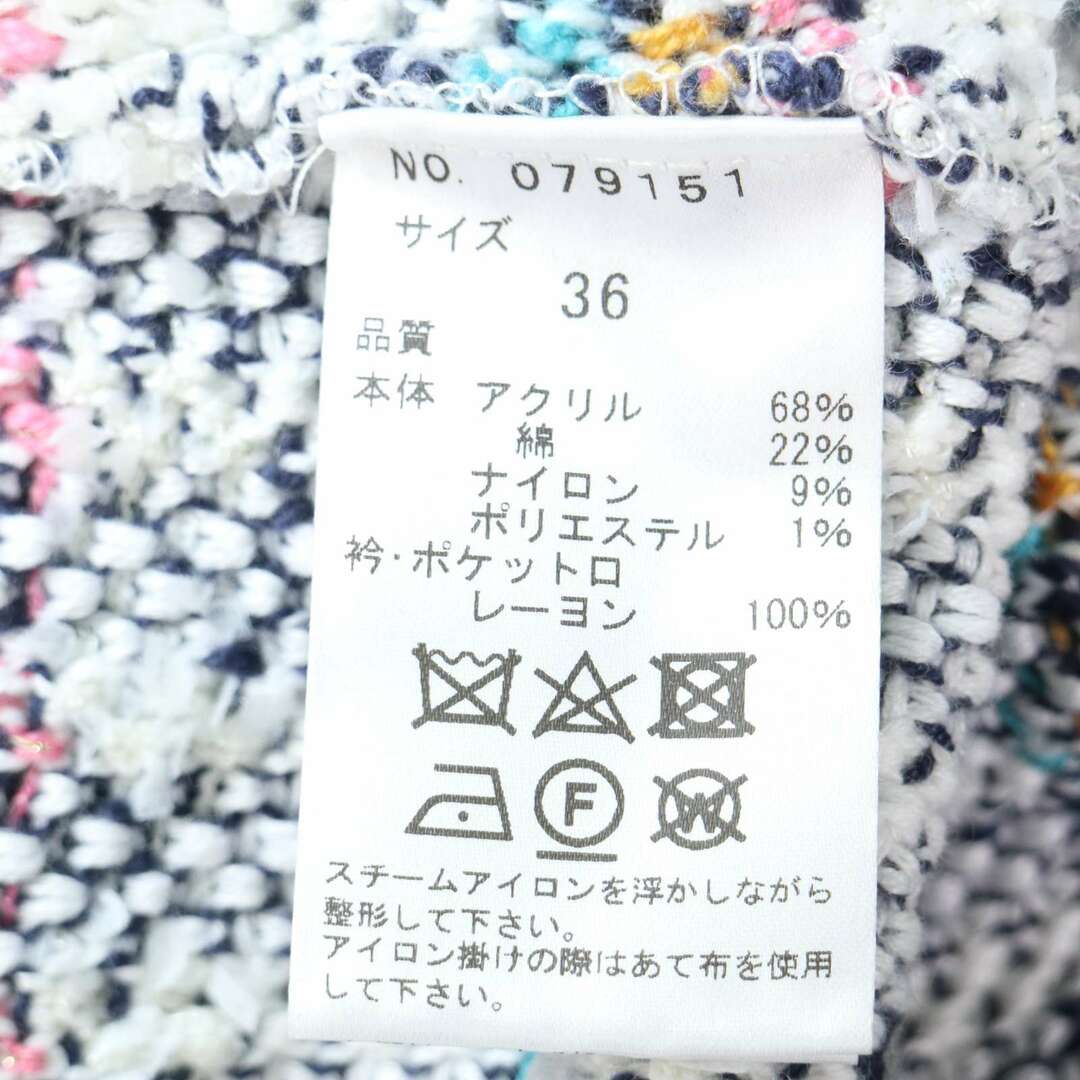 NO. 079151
サイズ
36
品質
本体 アクリル 68%
綿 22%
ナイロン 9%
ポリエステル 1%
衿・ポケット口
レーヨン 100%
F
W
スチームアイロンを浮かしながら
整形して下さい。
アイロン掛けの際はあて布を使用
して下さい。